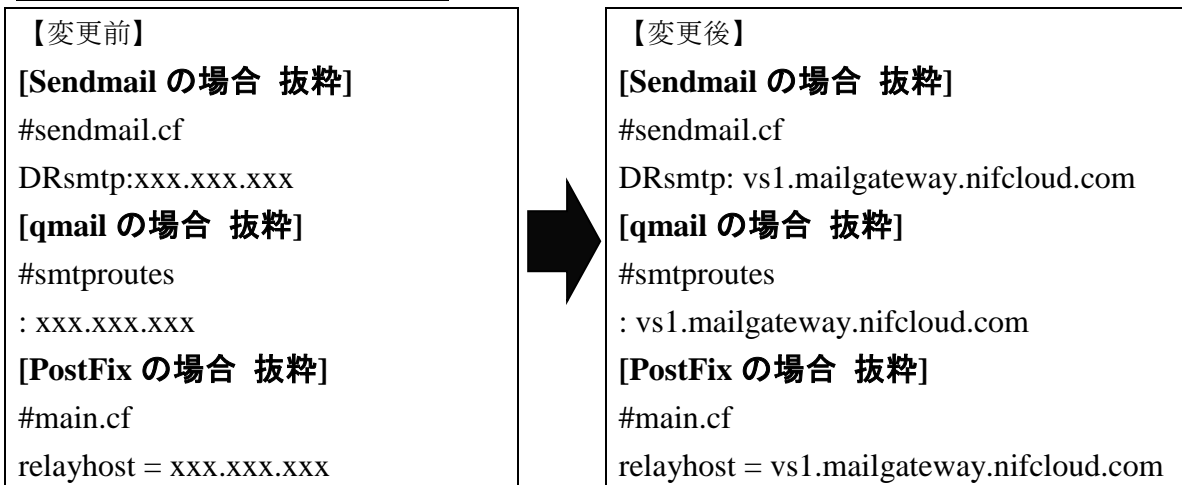 【変更前】
[Sendmail の場合 抜粋]
#sendmail.cf
DRsmtp:xxx.xxx.xxx
[qmail の場合 抜粋]
#smtproutes
: xxx.xxx.xxx
[PostFix の場合 抜粋]
#main.cf
relayhost = xxx.xxx.xxx
【変更後】
[Sendmail の場合 抜粋]
#sendmail.cf
DRsmtp: vs1.mailgateway.nifcloud.com
[qmail の場合 抜粋]
#smtproutes
: vs1.mailgateway.nifcloud.com
[PostFix の場合 抜粋]
#main.cf
relayhost = vs1.mailgateway.nifcloud.com